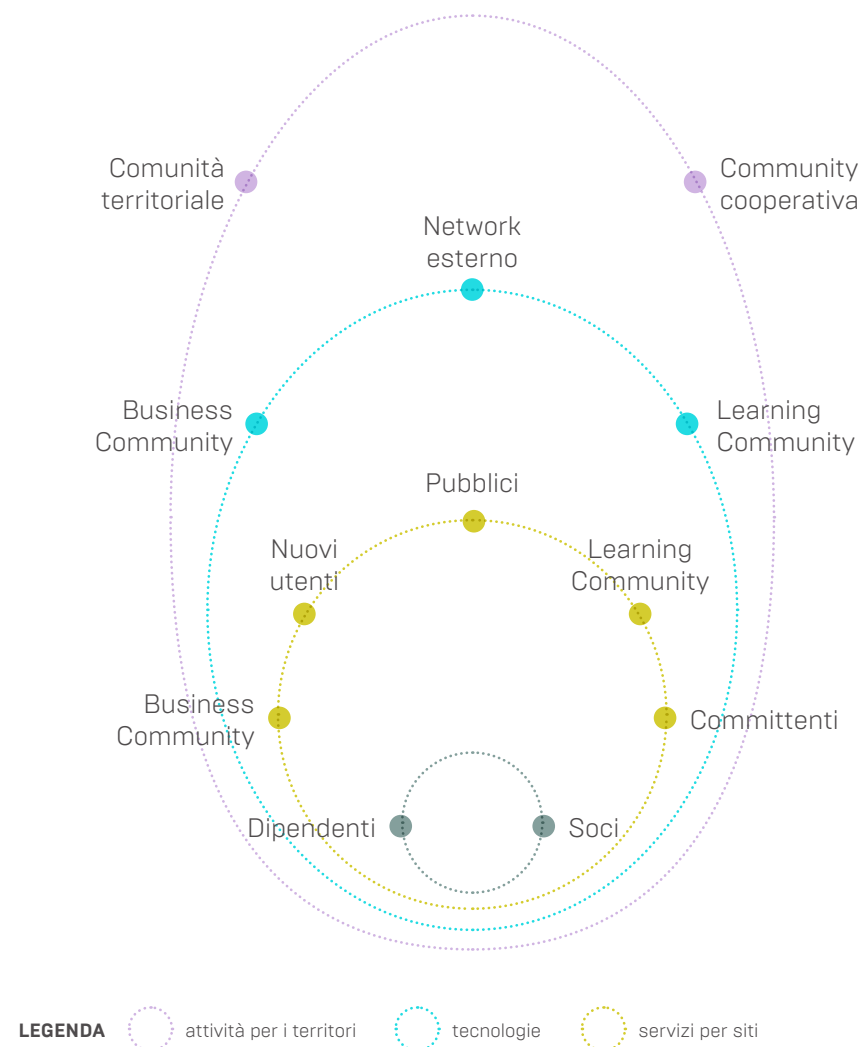 Comunità
territoriale
Community
cooperativa
Network
esterno
Business
Community
Learning
Community
Pubblici
Nuovi
utenti
Learning
Community
Business
Community
Committenti
Dipendenti
Soci
LEGENDA attività per i territori tecnologie servizi per siti